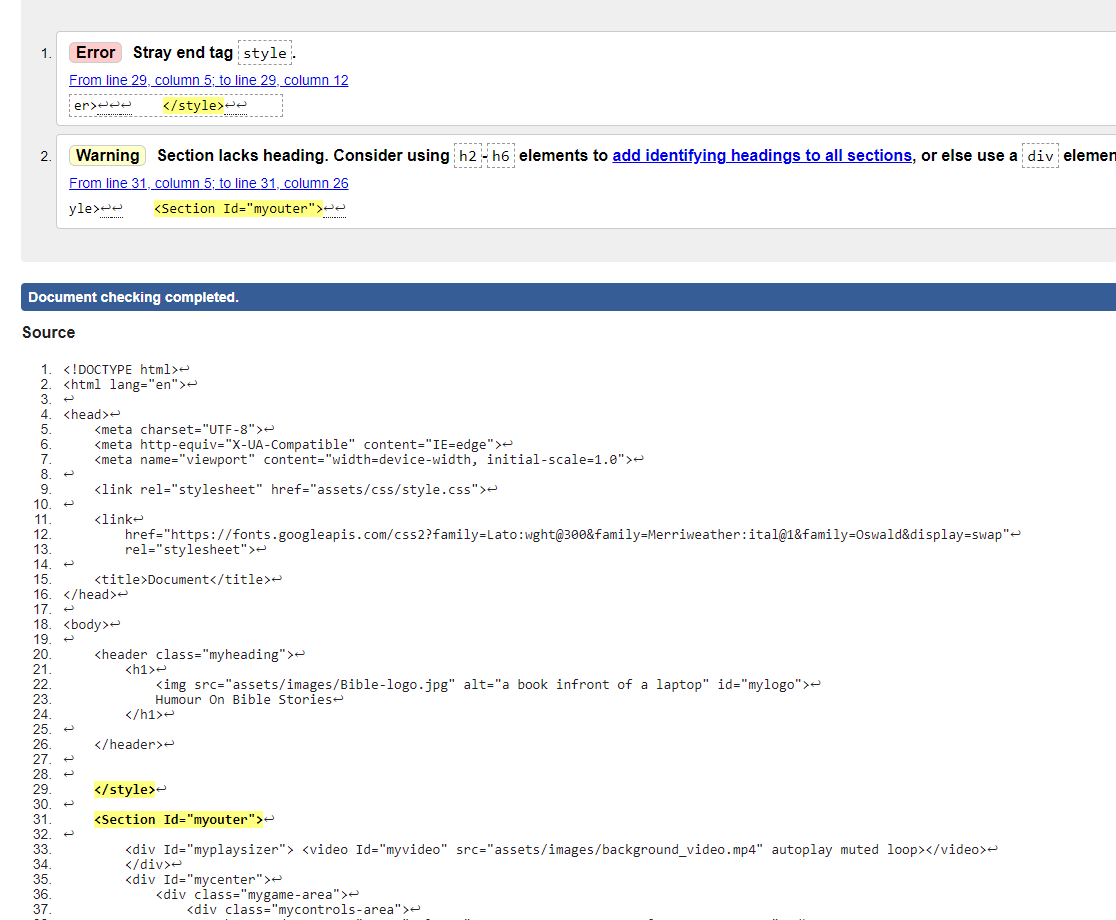 1. Error Stray end tag style.
From line 29, column 5; to line 29, column 12
er>↩↩↩    </style>↩↩
2. Warning Section lacks heading. Consider using h2-h6 elements to add identifying headings to all sections, or else use a div
From line 31, column 5; to line 31, column 26
yle>↩↩    <Section Id="myouter">↩↩
Document checking completed.
Source
1. <!DOCTYPE html>↩
2. <html lang="en">↩
3. ↩
4. <head>↩
5.     <meta charset="UTF-8">↩
6.     <meta http-equiv="X-UA-Compatible" content="IE=edge">↩
7.     <meta name="viewport" content="width=device-width, initial-scale=1.0">↩
8. ↩
9.     <link rel="stylesheet" href="assets/css/style.css">↩
10. ↩
11.     <link↩
12.         href="https://fonts.googleapis.com/css2?family=Lato:wght@300&family=Merriweather:ital@1&family=Oswald&display=swap"↩
13.         rel="stylesheet">↩
14. ↩
15.     <title>Document</title>↩
16. </head>↩
17. ↩
18. <body>↩
19. ↩
20.     <header class="myheading">↩
21.         <h1>↩
22.             <img src="assets/images/Bible-logo.jpg" alt="a book infront of a laptop" id="mylogo">↩
23.             Humour On Bible Stories↩
24.         </h1>↩
25. ↩
26.     </header>↩
27. ↩
28. ↩
29.     </style>↩
30. ↩
31.     <Section Id="myouter">↩
32. ↩
33.         <div Id="myplaysizer"> <video Id="myvideo" src="assets/images/background_video.mp4" autoplay muted loop></video>↩
34.         </div>↩
35.         <div Id="mycenter">↩
36.             <div class="mygame-area">↩
37.                 <div class="mycontrols-area">↩